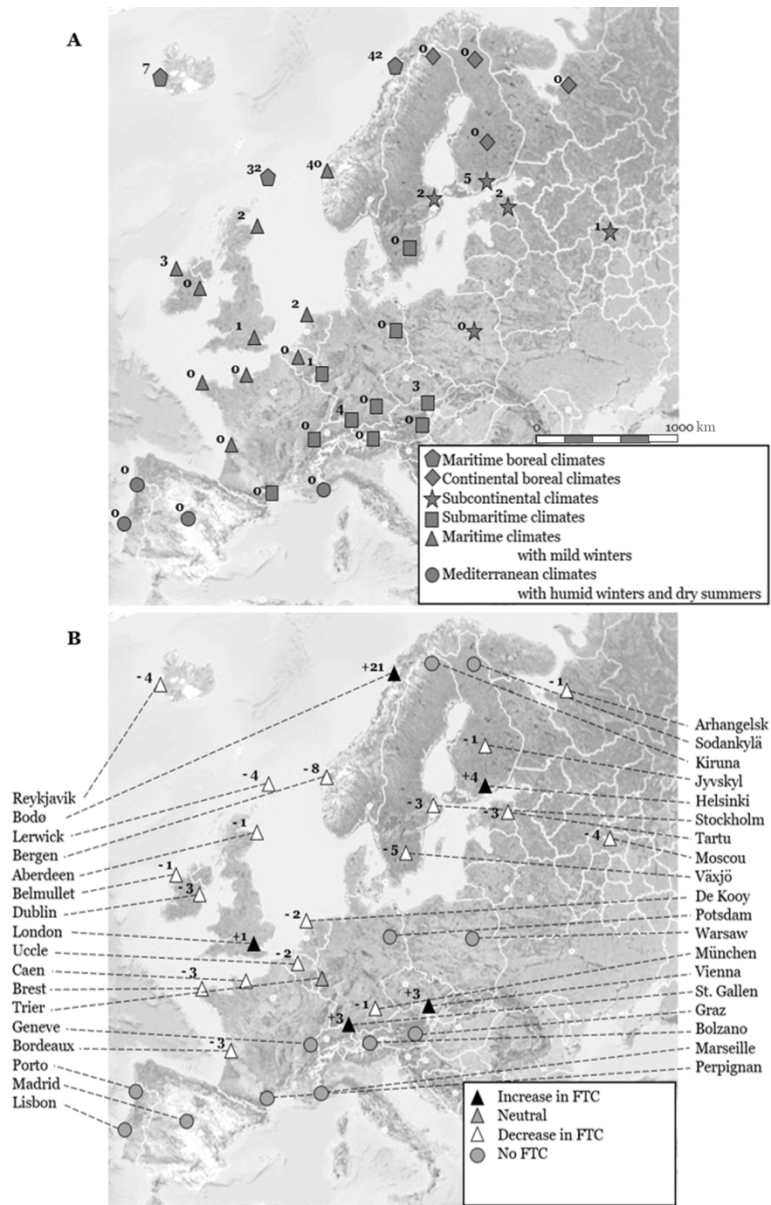 A
7
42
0
0
0
0
32
40
5
2
2
2
1
0
3
0
2
1
0
0
0
1
0
0
3
0
4
0
0
0
0
0
0
0
0
0
0 1000 km
Maritime boreal climates
Continental boreal climates
Subcontinental climates
Submaritime climates
Maritime climates
with mild winters
Mediterranean climates
with humid winters and dry summers
B
+21
- 4
- 1
- 1
- 8
- 4
+4
- 3
- 3
- 1
- 4
- 5
- 1
- 3
- 2
+1
- 2
- 3
- 1
+3
+3
- 3
Reykjavik
Bodø
Lerwick
Bergen
Aberdeen
Belmullet
Dublin
London
Uccle
Caen
Brest
Trier
Geneve
Bordeaux
Porto
Madrid
Lisbon
Arhangelsk
Sodankylä
Kiruna
Jyvskyl
Helsinki
Stockholm
Tartu
Moscou
Växjö
De Kooy
Potsdam
Warsaw
München
Vienna
St. Gallen
Graz
Bolzano
Marseille
Perpignan
Increase in FTC
Neutral
Decrease in FTC
No FTC